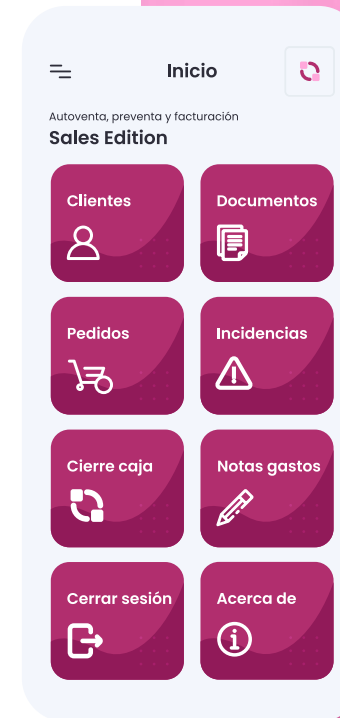 Inicio
Autoventa, preventa y facturación
Sales Edition
Clientes
Documentos
Pedidos
Incidencias
Cierre caja
Notas gastos
Cerrar sesión
Acerca de